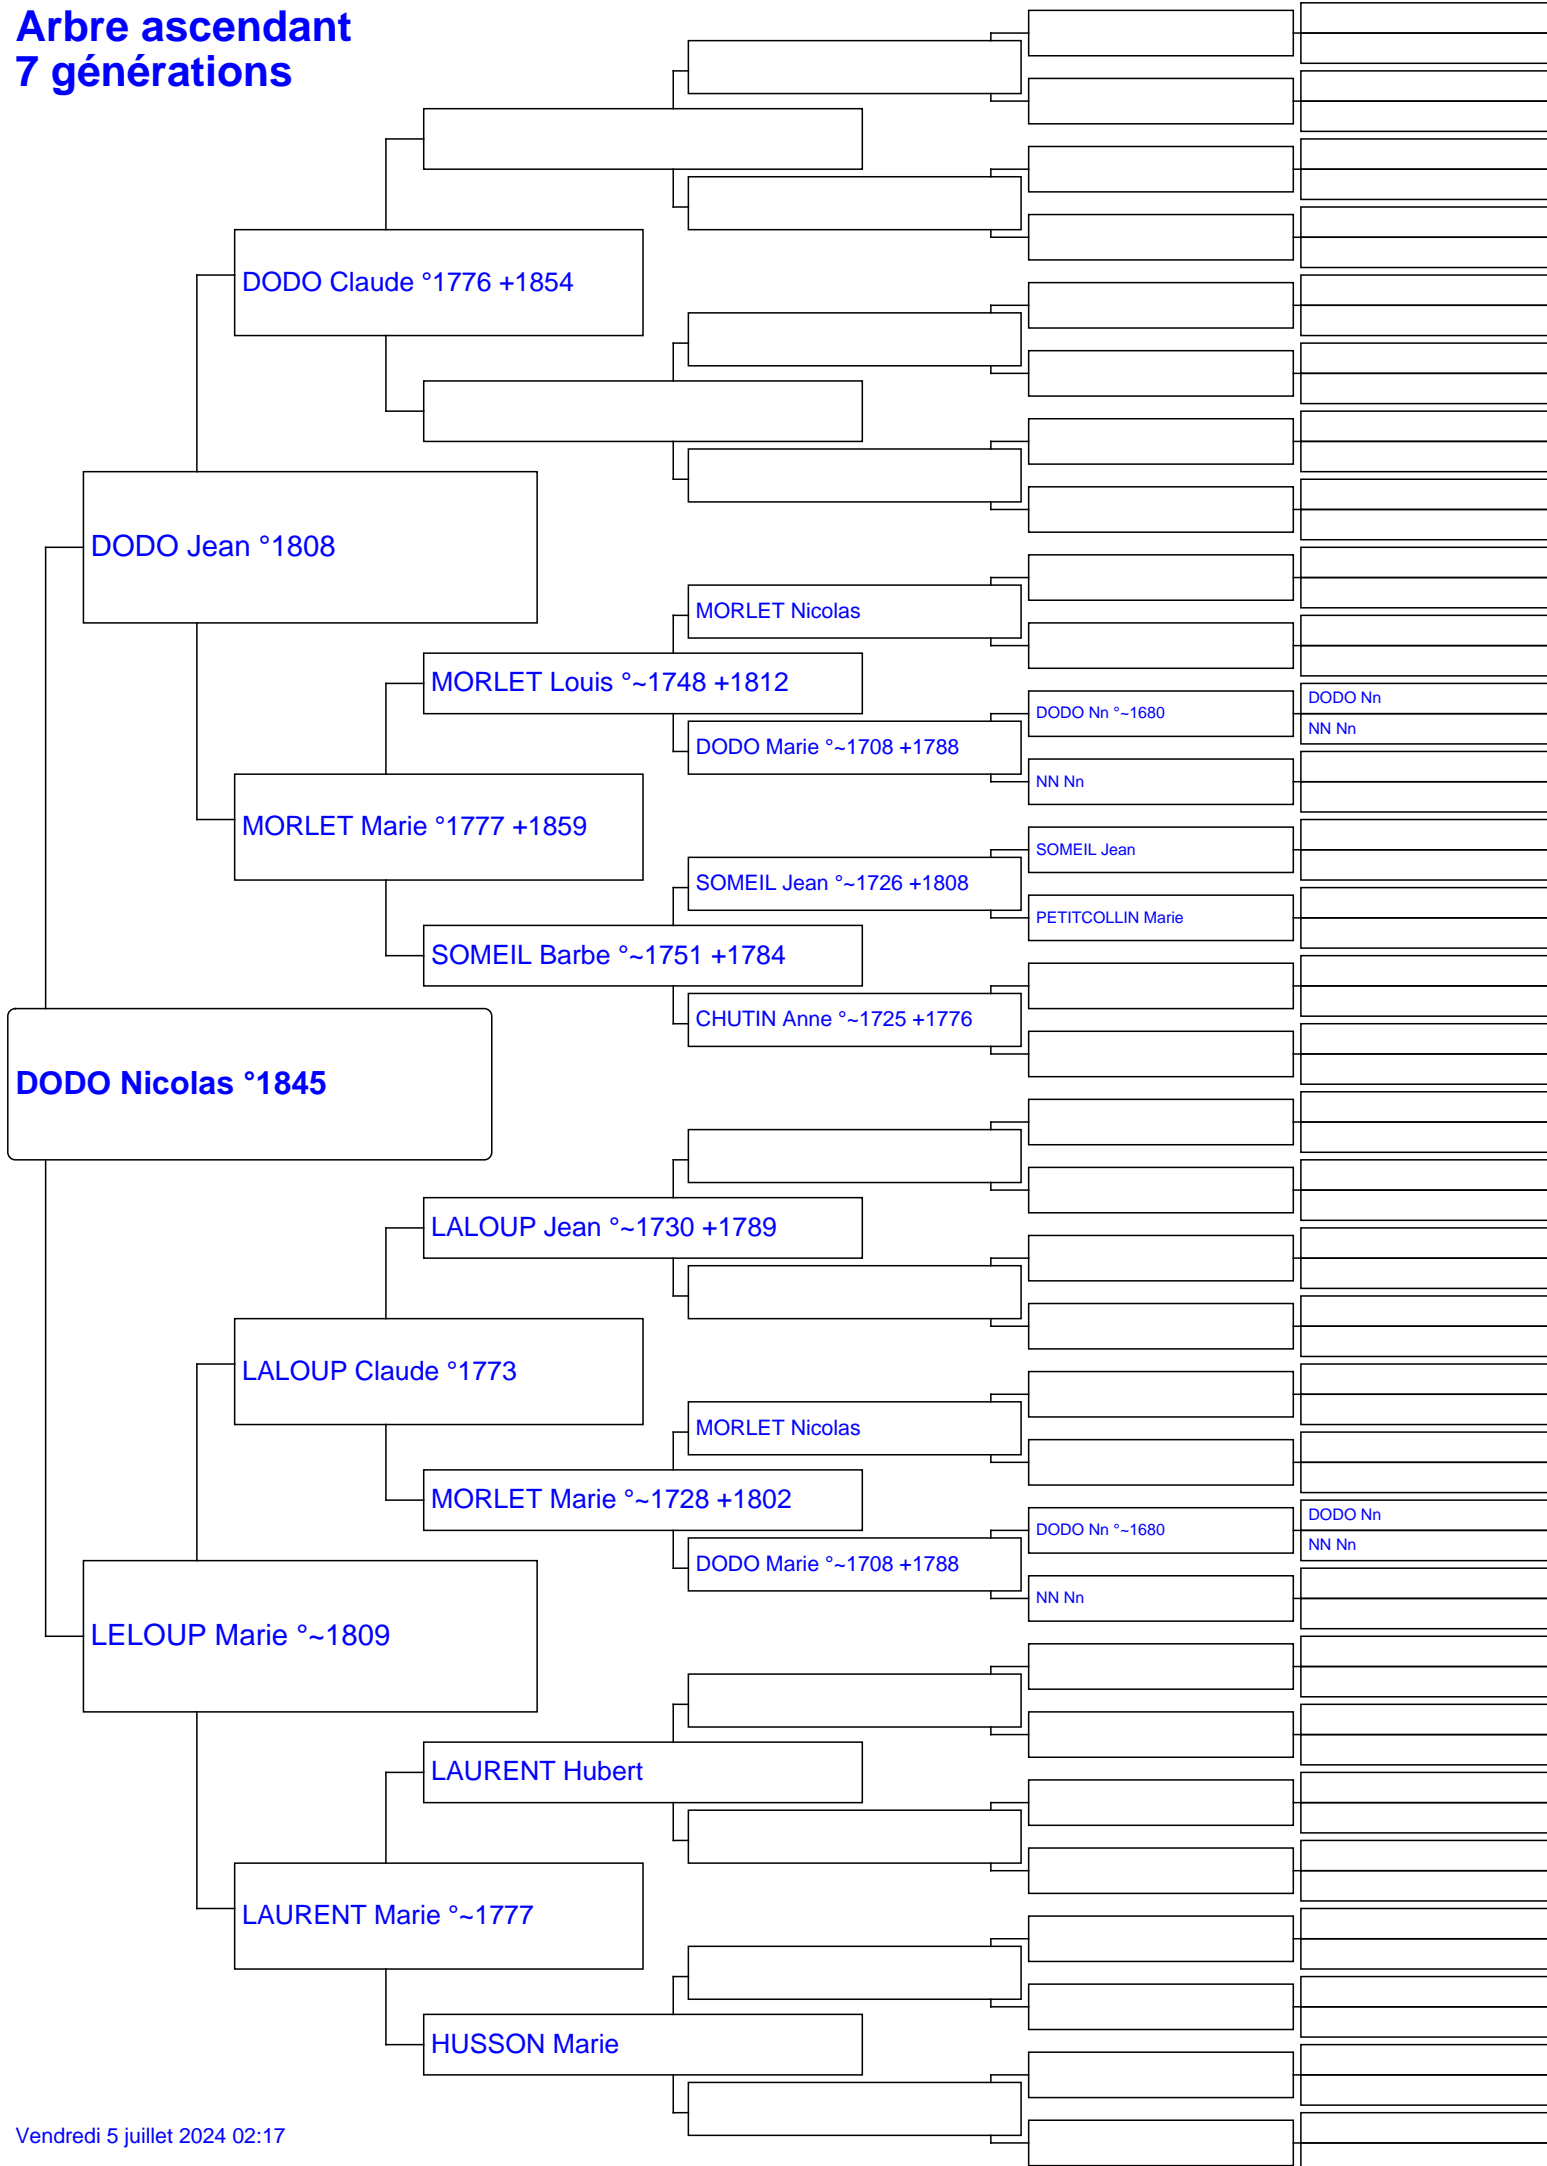 Arbre ascendant
7 générations
DODO Claude °1776 +1854
DODO Jean °1808
MORLET Nicolas
MORLET Louis °~1748 +1812
DODO Nn °~1680
DODO Nn
NN Nn
DODO Marie °~1708 +1788
NN Nn
MORLET Marie °1777 +1859
SOMEIL Jean
SOMEIL Jean °~1726 +1808
PETITCOLLIN Marie
SOMEIL Barbe °~1751 +1784
CHUTIN Anne °~1725 +1776
DODO Nicolas °1845
LALOUP Jean °~1730 +1789
LALOUP Claude °1773
MORLET Nicolas
MORLET Marie °~1728 +1802
DODO Nn °~1680
DODO Nn
NN Nn
DODO Marie °~1708 +1788
NN Nn
LELOUP Marie °~1809
LAURENT Hubert
LAURENT Marie °~1777
HUSSON Marie
Vendredi 5 juillet 2024 02:17